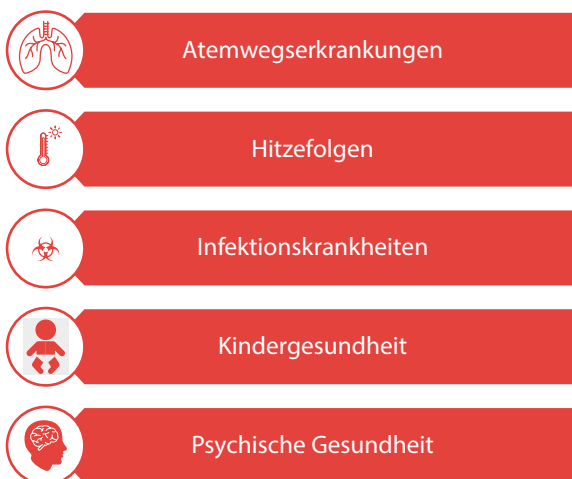 Atemwegserkrankungen
Hitzefolgen
Infektionskrankheiten
Kindergesundheit
Psychische Gesundheit